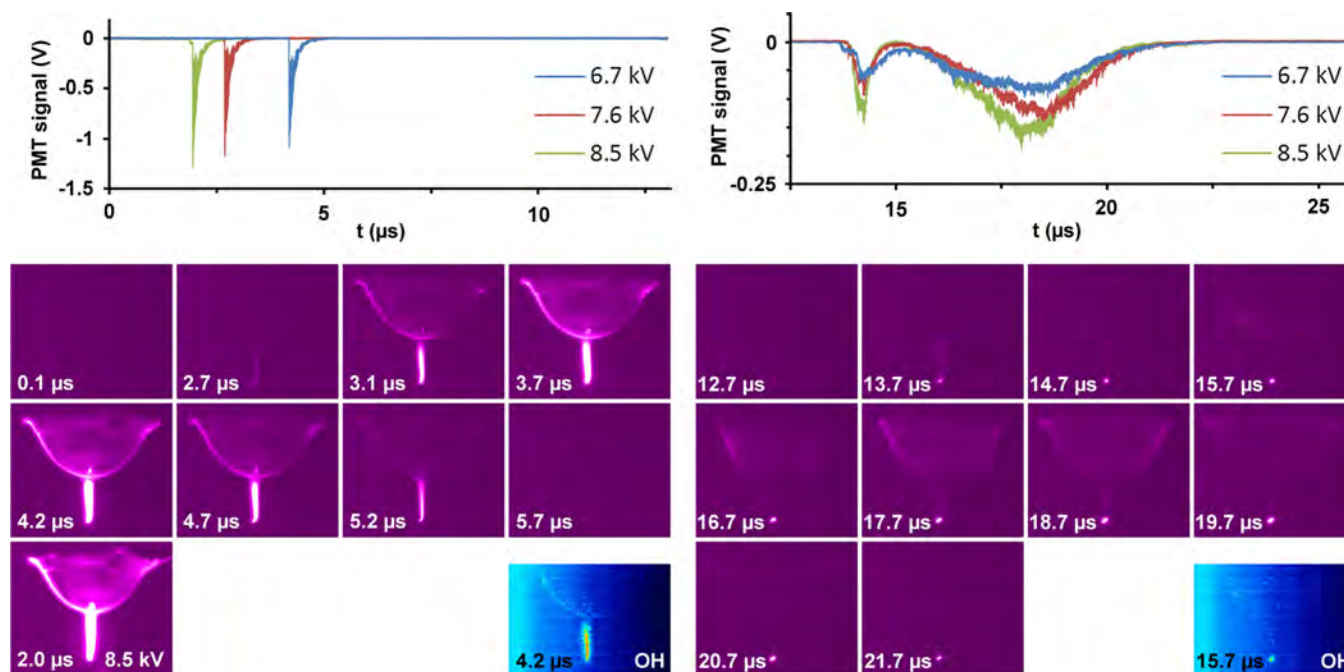 PMT signal (V)
0
-0.5
-1
-1.5
0
5
10
t (µs)
6.7 kV
7.6 kV
8.5 kV
PMT signal (V)
0
-0.25
15
20
25
t (µs)
6.7 kV
7.6 kV
8.5 kV
0.1 µs
2.7 µs
3.1 µs
3.7 µs
12.7 µs
13.7 µs
14.7 µs
15.7 µs
4.2 µs
4.7 µs
5.2 µs
5.7 µs
16.7 µs
17.7 µs
18.7 µs
19.7 µs
2.0 µs 8.5 kV
4.2 µs OH
20.7 µs
21.7 µs
15.7 µs OH